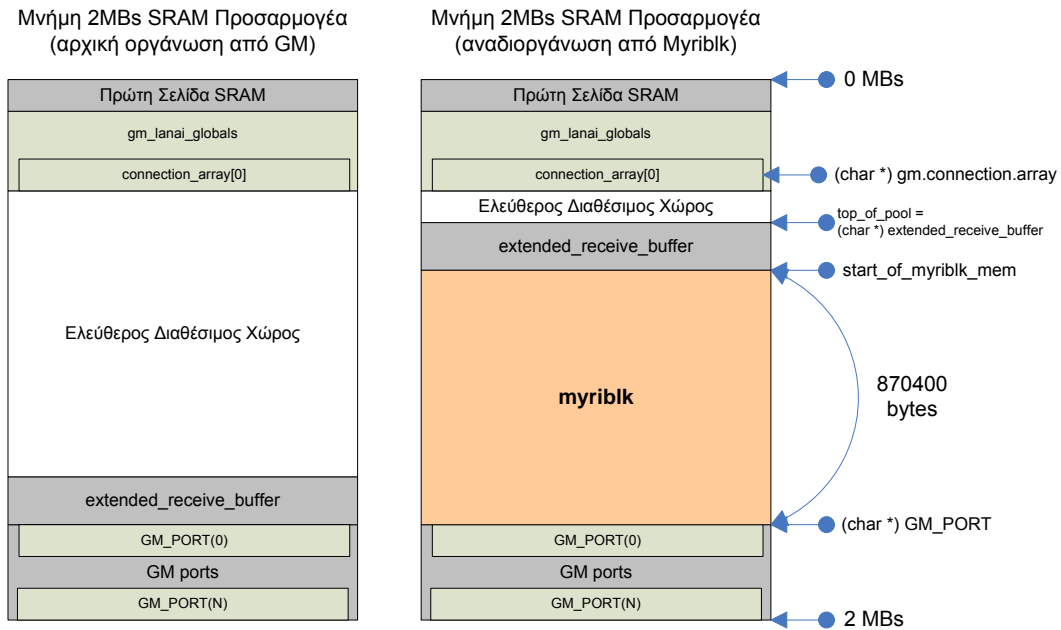 Μνήμη 2MBs SRAM Προσαρμογέα
(αρχική οργάνωση από GM)
Πρώτη Σελίδα SRAM
gm_lanai_globals
connection_array[0]
Ελεύθερος Διαθέσιμος Χώρος
extended_receive_buffer
GM_PORT(0)
GM ports
GM_PORT(N)
Μνήμη 2MBs SRAM Προσαρμογέα
(αναδιοργάνωση από Myriblk)
Πρώτη Σελίδα SRAM
gm_lanai_globals
connection_array[0]
Ελεύθερος Διαθέσιμος Χώρος
extended_receive_buffer
myriblk
GM_PORT(0)
GM ports
GM_PORT(N)
0 MBs
(char *) gm.connection.array
top_of_pool =
(char *) extended_receive_buffer
start_of_myriblk_mem
870400
bytes
(char *) GM_PORT
2 MBs